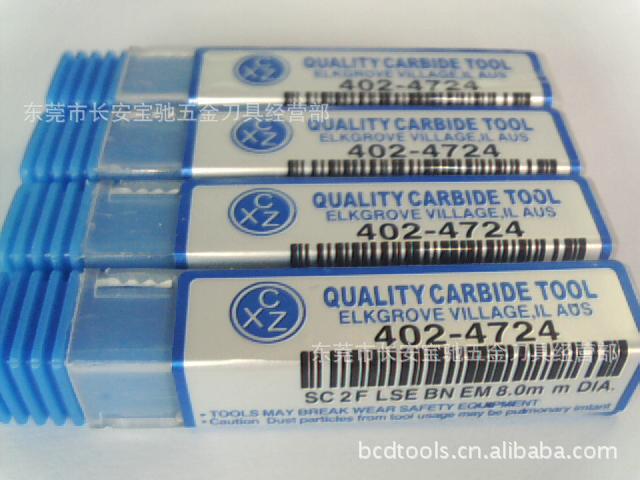 CXZ
QUALITY CARBIDE TOOL
ELKGROVE VILLAGE,IL AUS
402-4724
东莞市长安宝驰五金刀具经营部
CXZ
QUALITY CARBIDE TOOL
ELKGROVE VILLAGE,IL AUS
402-4724
CXZ
QUALITY CARBIDE TOOL
ELKGROVE VILLAGE,IL AUS
402-4724
CXZ
QUALITY CARBIDE TOOL
ELKGROVE VILLAGE,IL AUS
402-4724
东莞市长安宝驰五金刀具经营部
SC 2F LSE BN EM 8.0m m DIA.
• TOOLS MAY BREAK WEAR SAFETY EQUIPMENT
• Caution Dust particles from tool usage may be pulmonary imtant
bcdtools.cn.alibaba.com